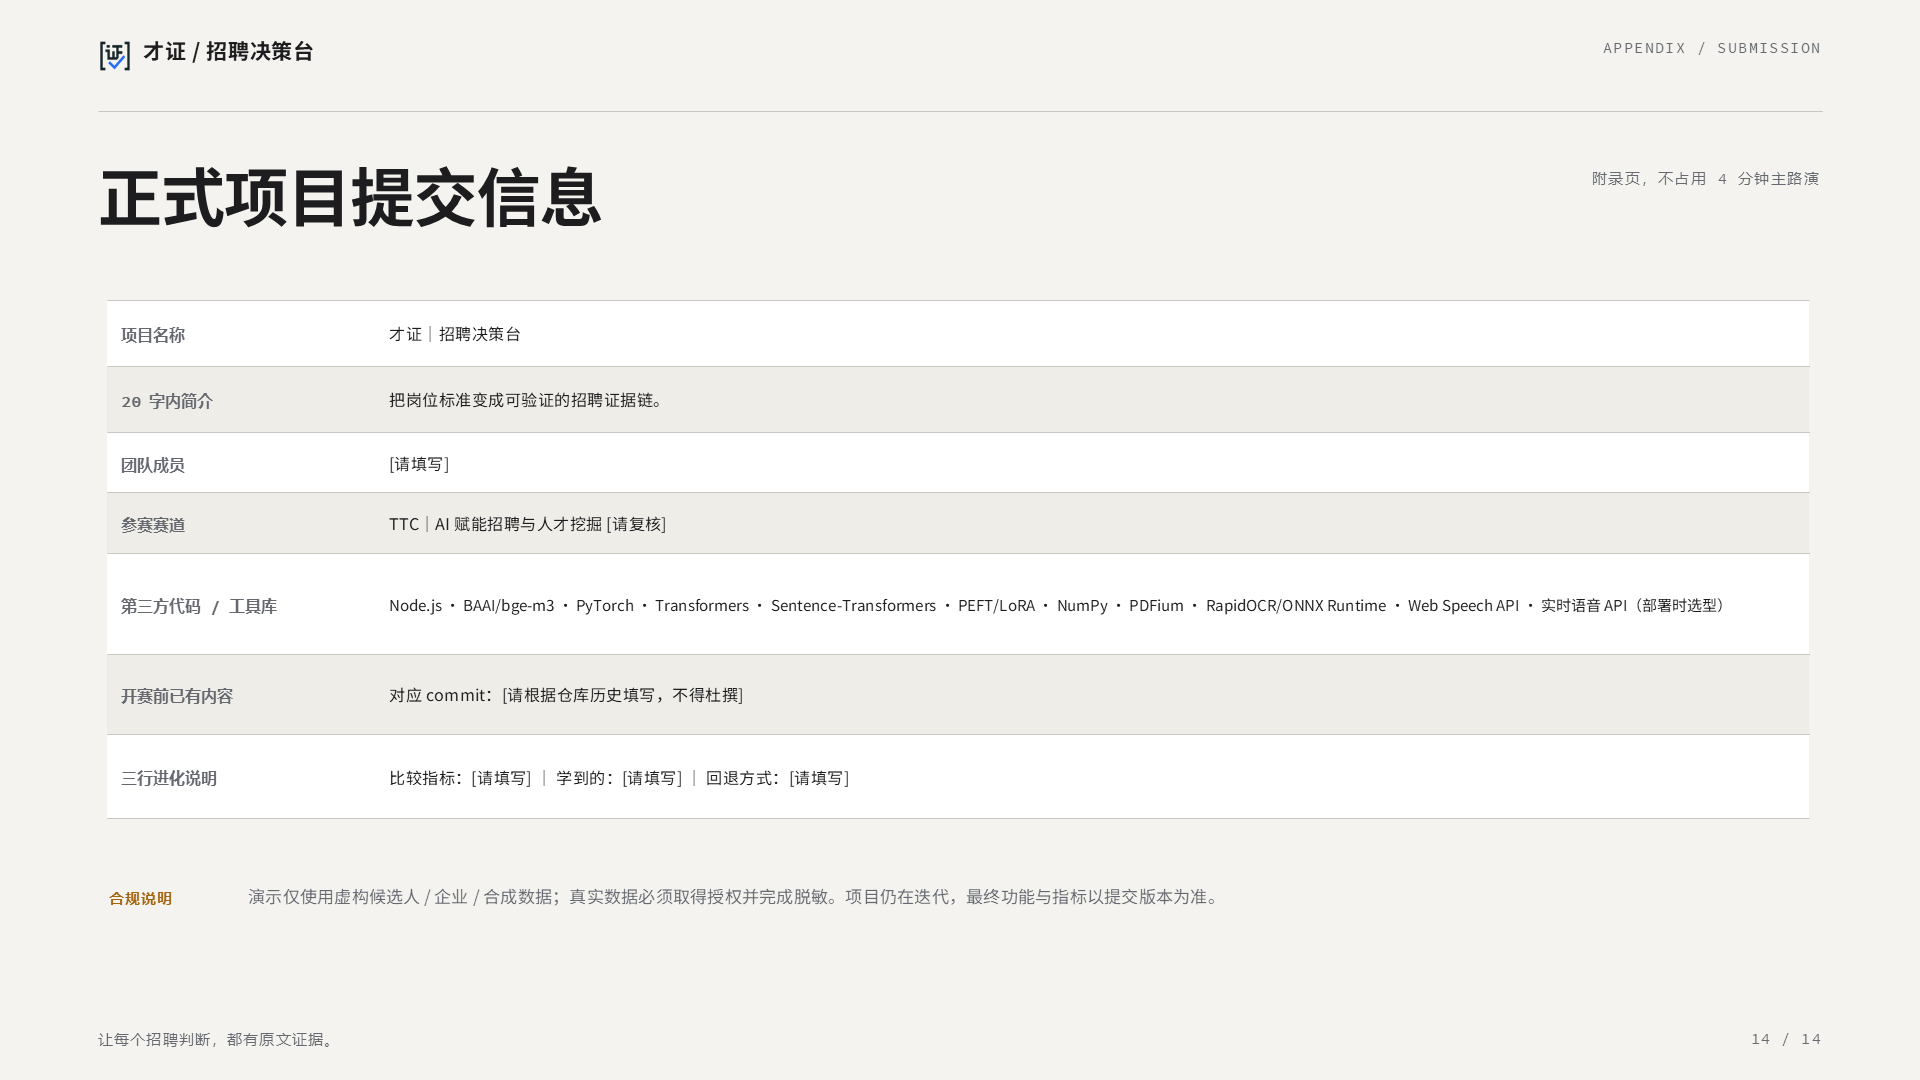 [证] 才证 / 招聘决策台
APPENDIX / SUBMISSION
正式项目提交信息
附录页，不占用 4 分钟主路演
项目名称 才证｜招聘决策台
20 字内简介 把岗位标准变成可验证的招聘证据链。
团队成员 [请填写]
参赛赛道 TTC｜AI 赋能招聘与人才挖掘 [请复核]
第三方代码 / 工具库 Node.js · BAAI/bge-m3 · PyTorch · Transformers · Sentence-Transformers · PEFT/LoRA · NumPy · PDFium · RapidOCR/ONNX Runtime · Web Speech API · 实时语音 API（部署时选型）
开赛前已有内容 对应 commit：[请根据仓库历史填写，不得杜撰]
三行进化说明 比较指标：[请填写] ｜ 学到的：[请填写] ｜ 回退方式：[请填写]
合规说明 演示仅使用虚构候选人 / 企业 / 合成数据；真实数据必须取得授权并完成脱敏。项目仍在迭代，最终功能与指标以提交版本为准。
让每个招聘判断，都有原文证据。
14 / 14